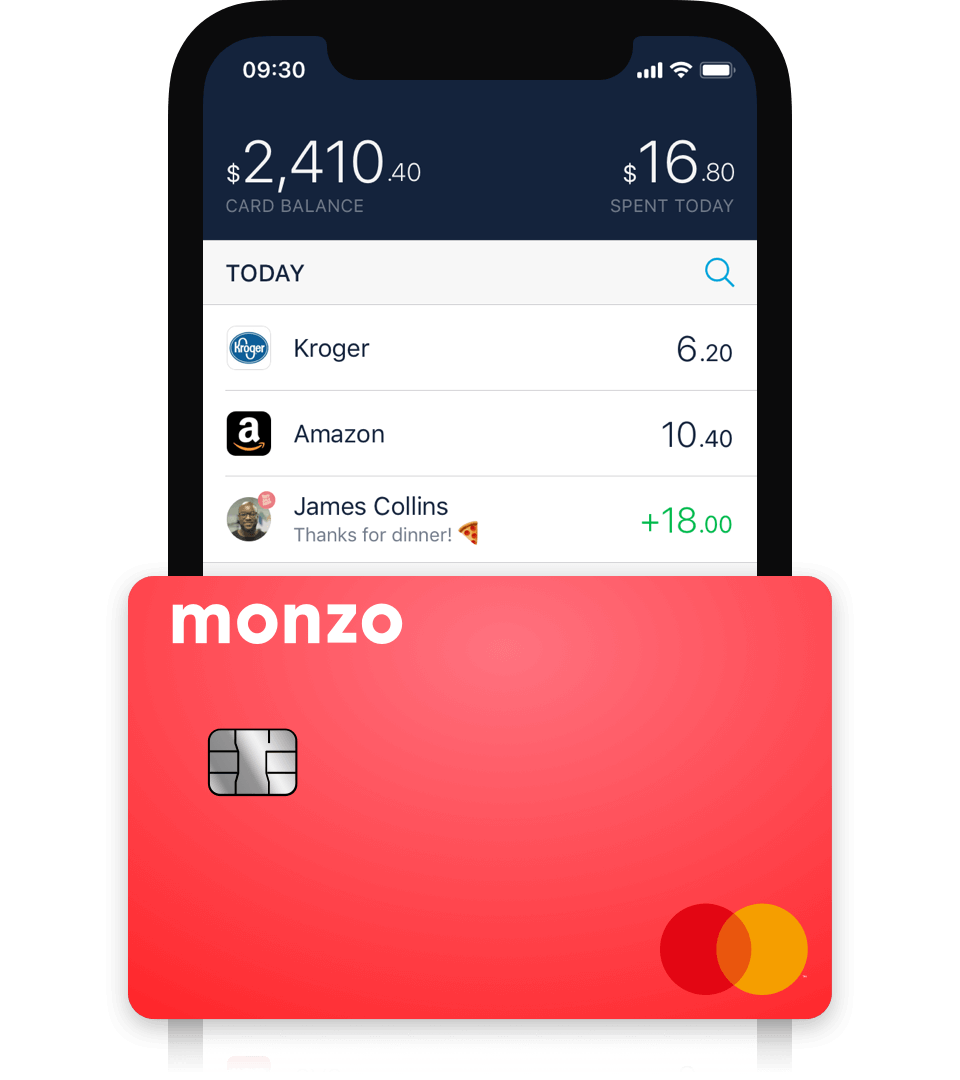 09:30
$2,410.40 $16.80
CARD BALANCE SPENT TODAY
TODAY
Kroger Kroger 6.20
a Amazon 10.40
James Collins
Thanks for dinner! 🍕 +18.00
monzo